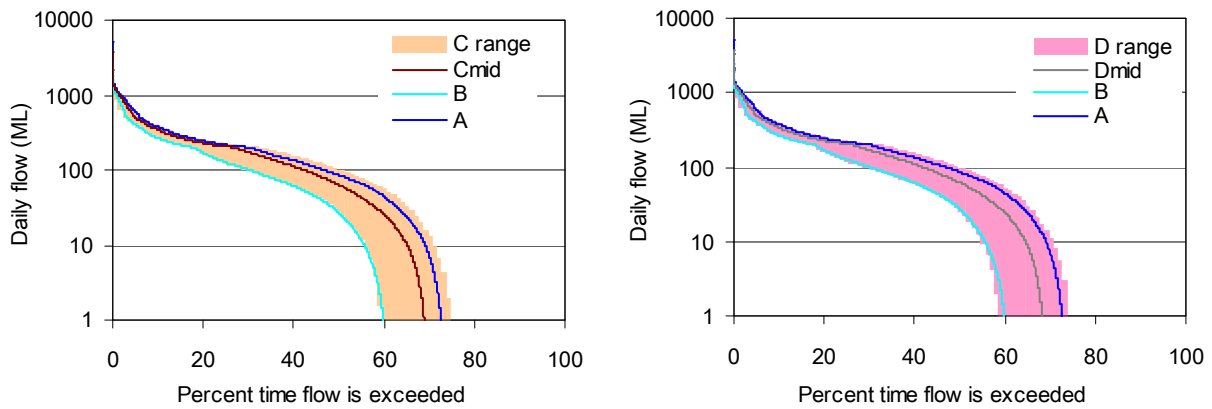 10000
1000
100
10
1
Daily flow (ML)
0 20 40 60 80 100
Percent time flow is exceeded
C range
Cmid
B
A
10000
1000
100
10
1
Daily flow (ML)
0 20 40 60 80 100
Percent time flow is exceeded
D range
Dmid
B
A